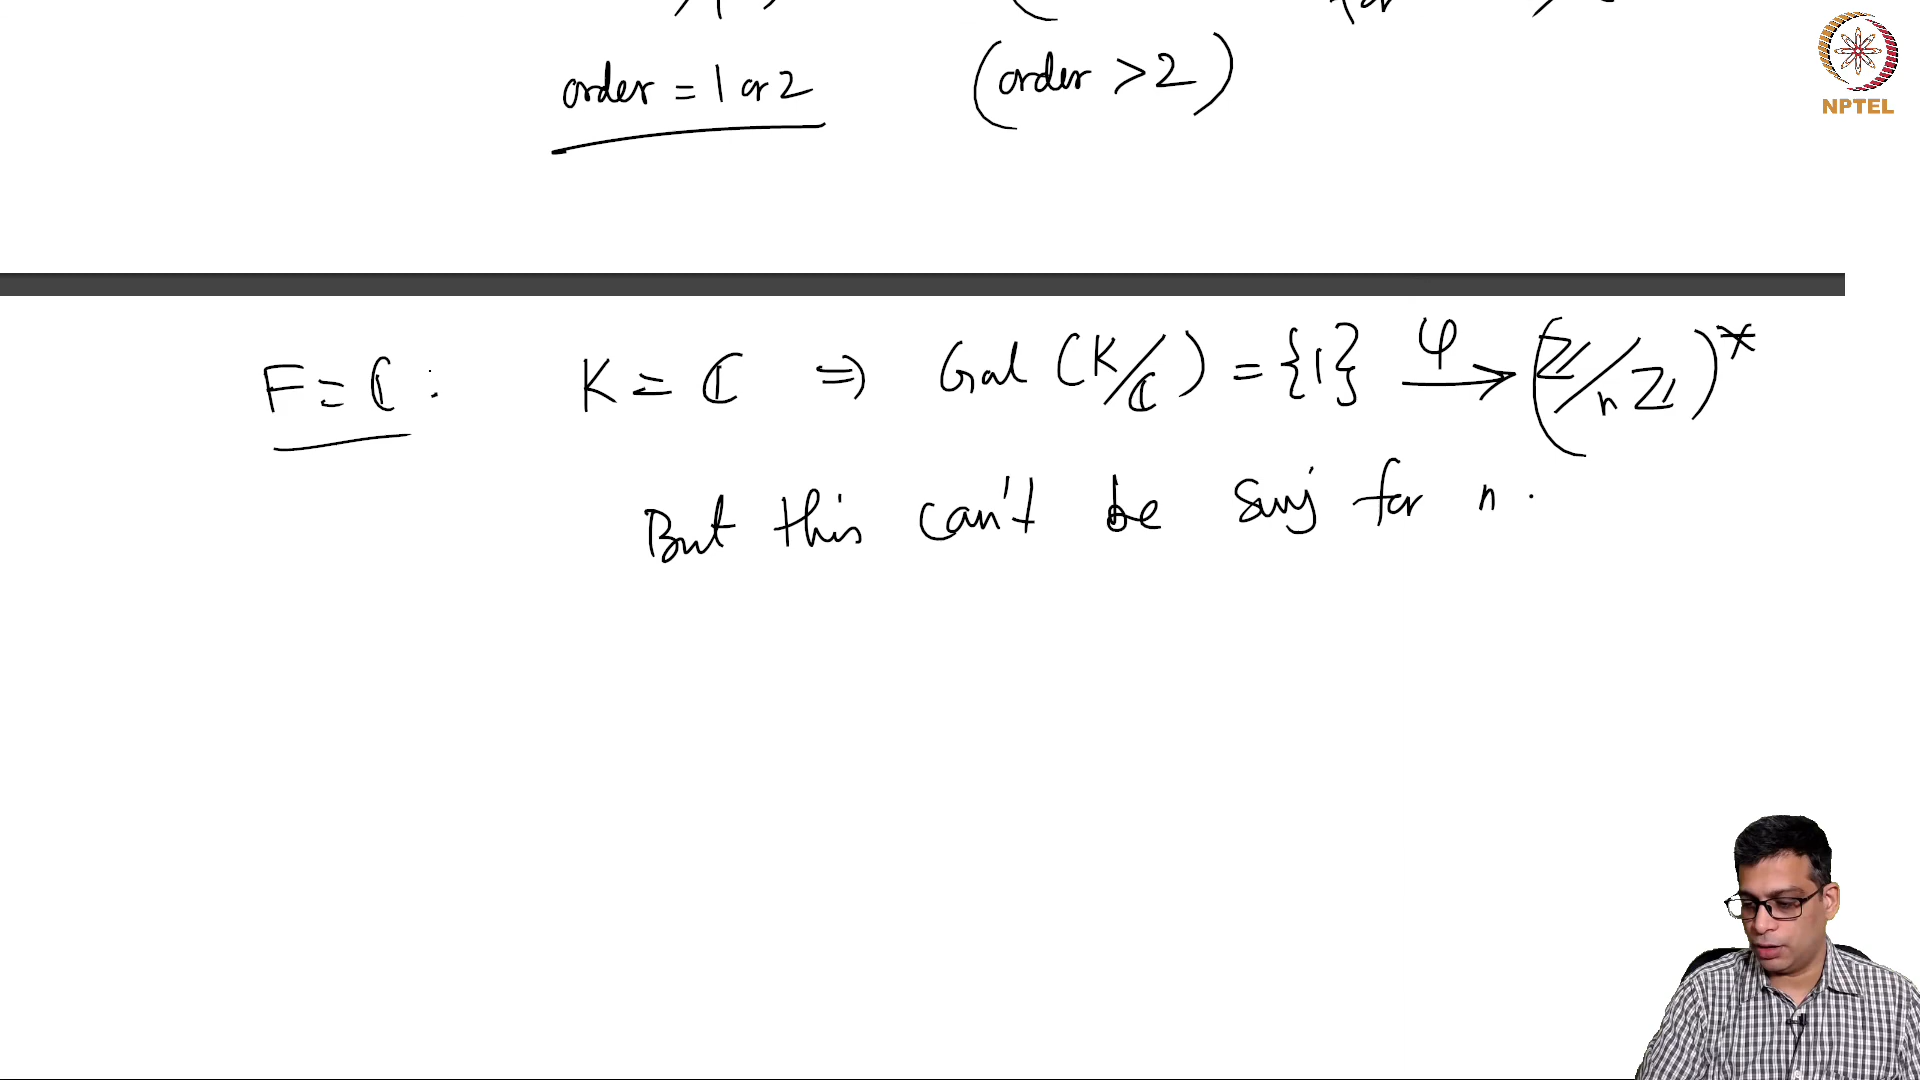 order = 1 or 2 (order > 2)
NPTEL
F = ℂ : K = ℂ ⇒ Gal (K/ℂ) = {1} φ→ (ℤ/nℤ)*
But this can't be surj for n .